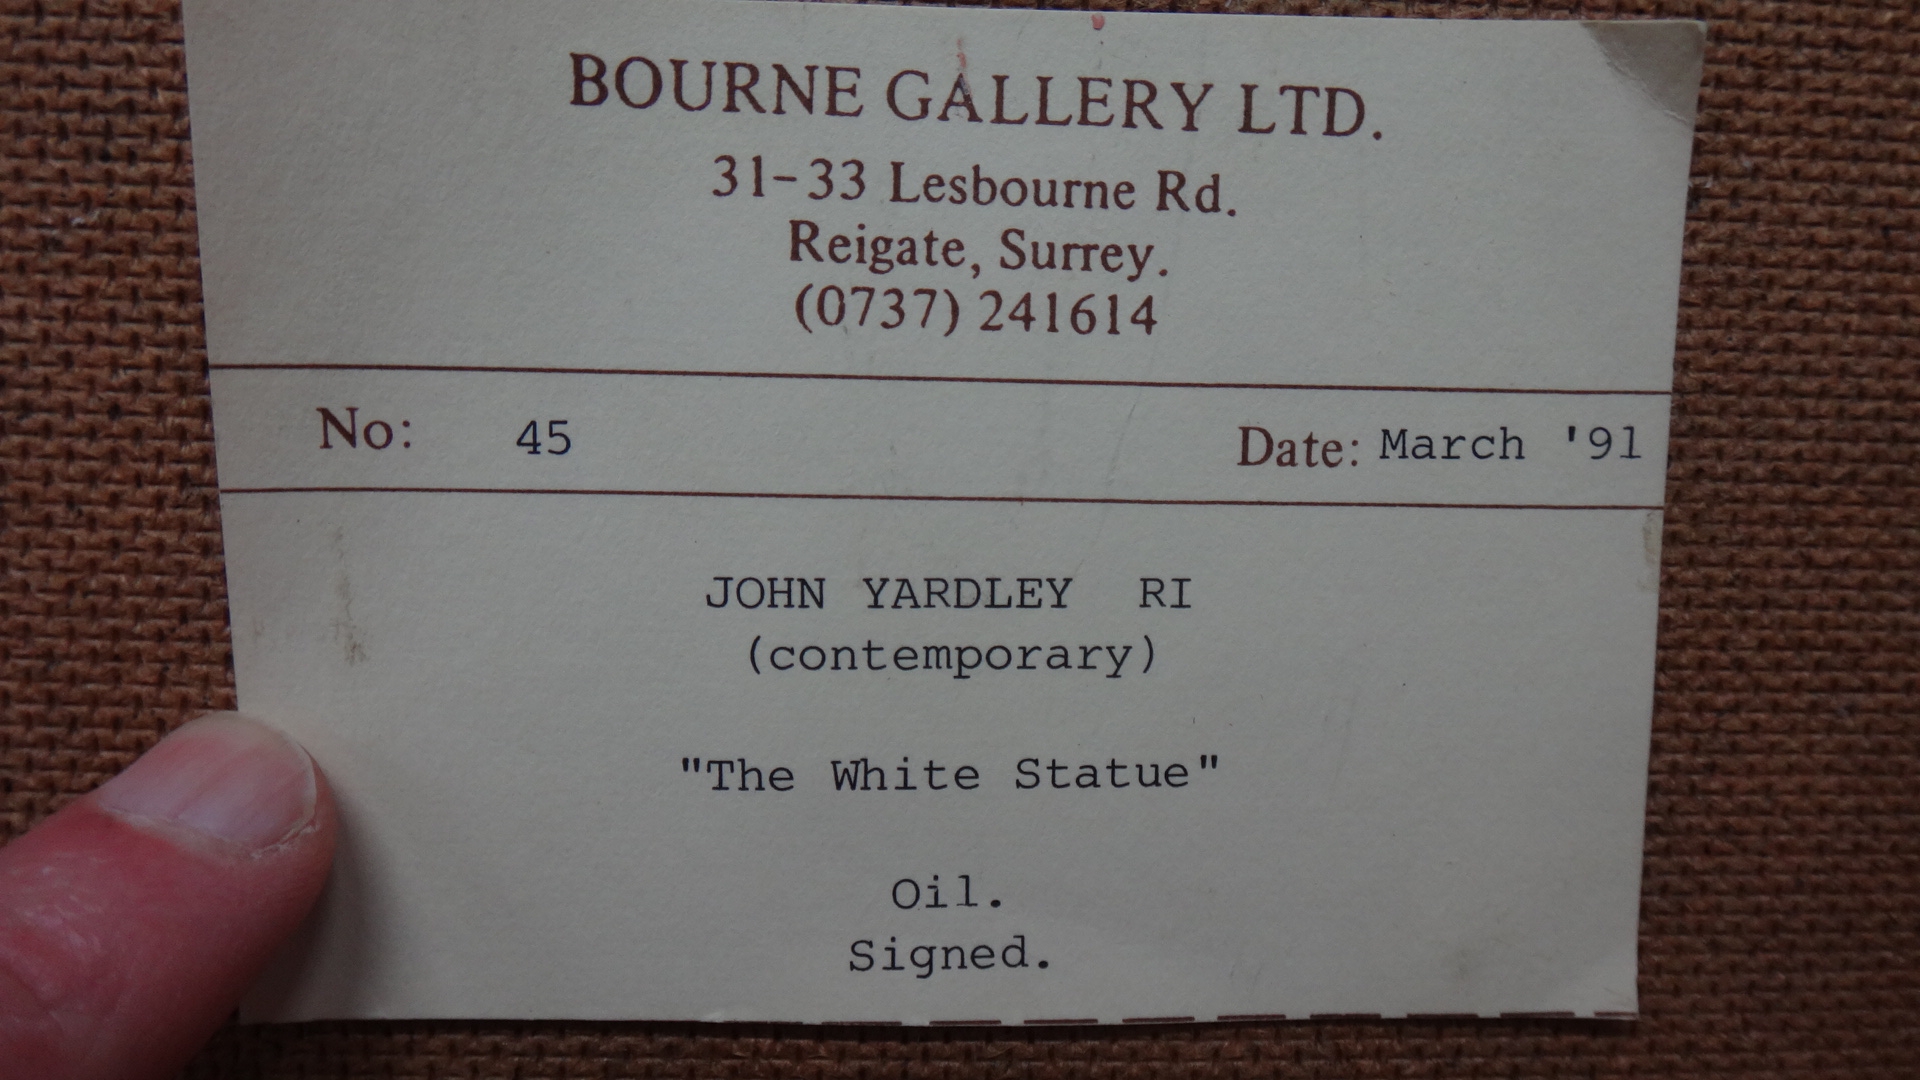 BOURNE GALLERY LTD.
31-33 Lesbourne Rd.
Reigate, Surrey.
(0737) 241614
No: 45 Date: March '91
JOHN YARDLEY RI
(contemporary)
"The White Statue"
Oil.
Signed.